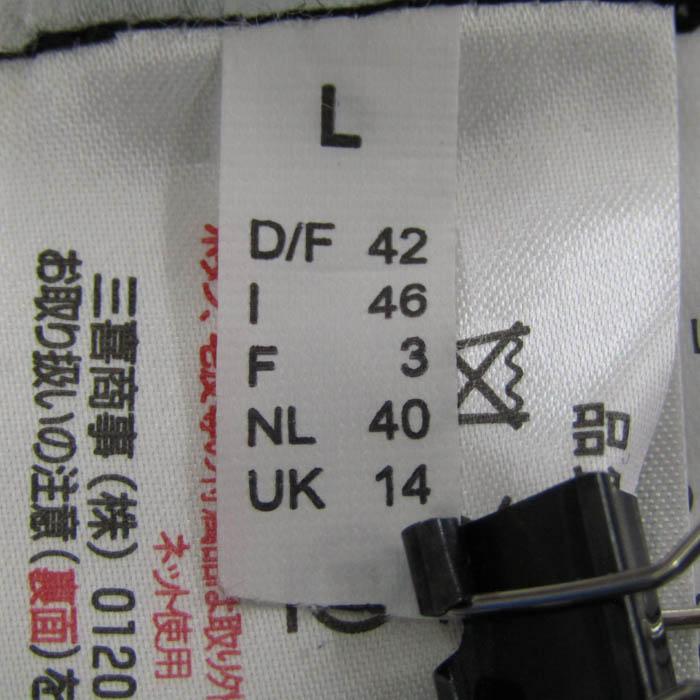 L
D/F 42
I 46
F 3
NL 40
UK 14
三喜商事(株) 0120
お取り扱いの注意(裏面)を
ネット使用
品